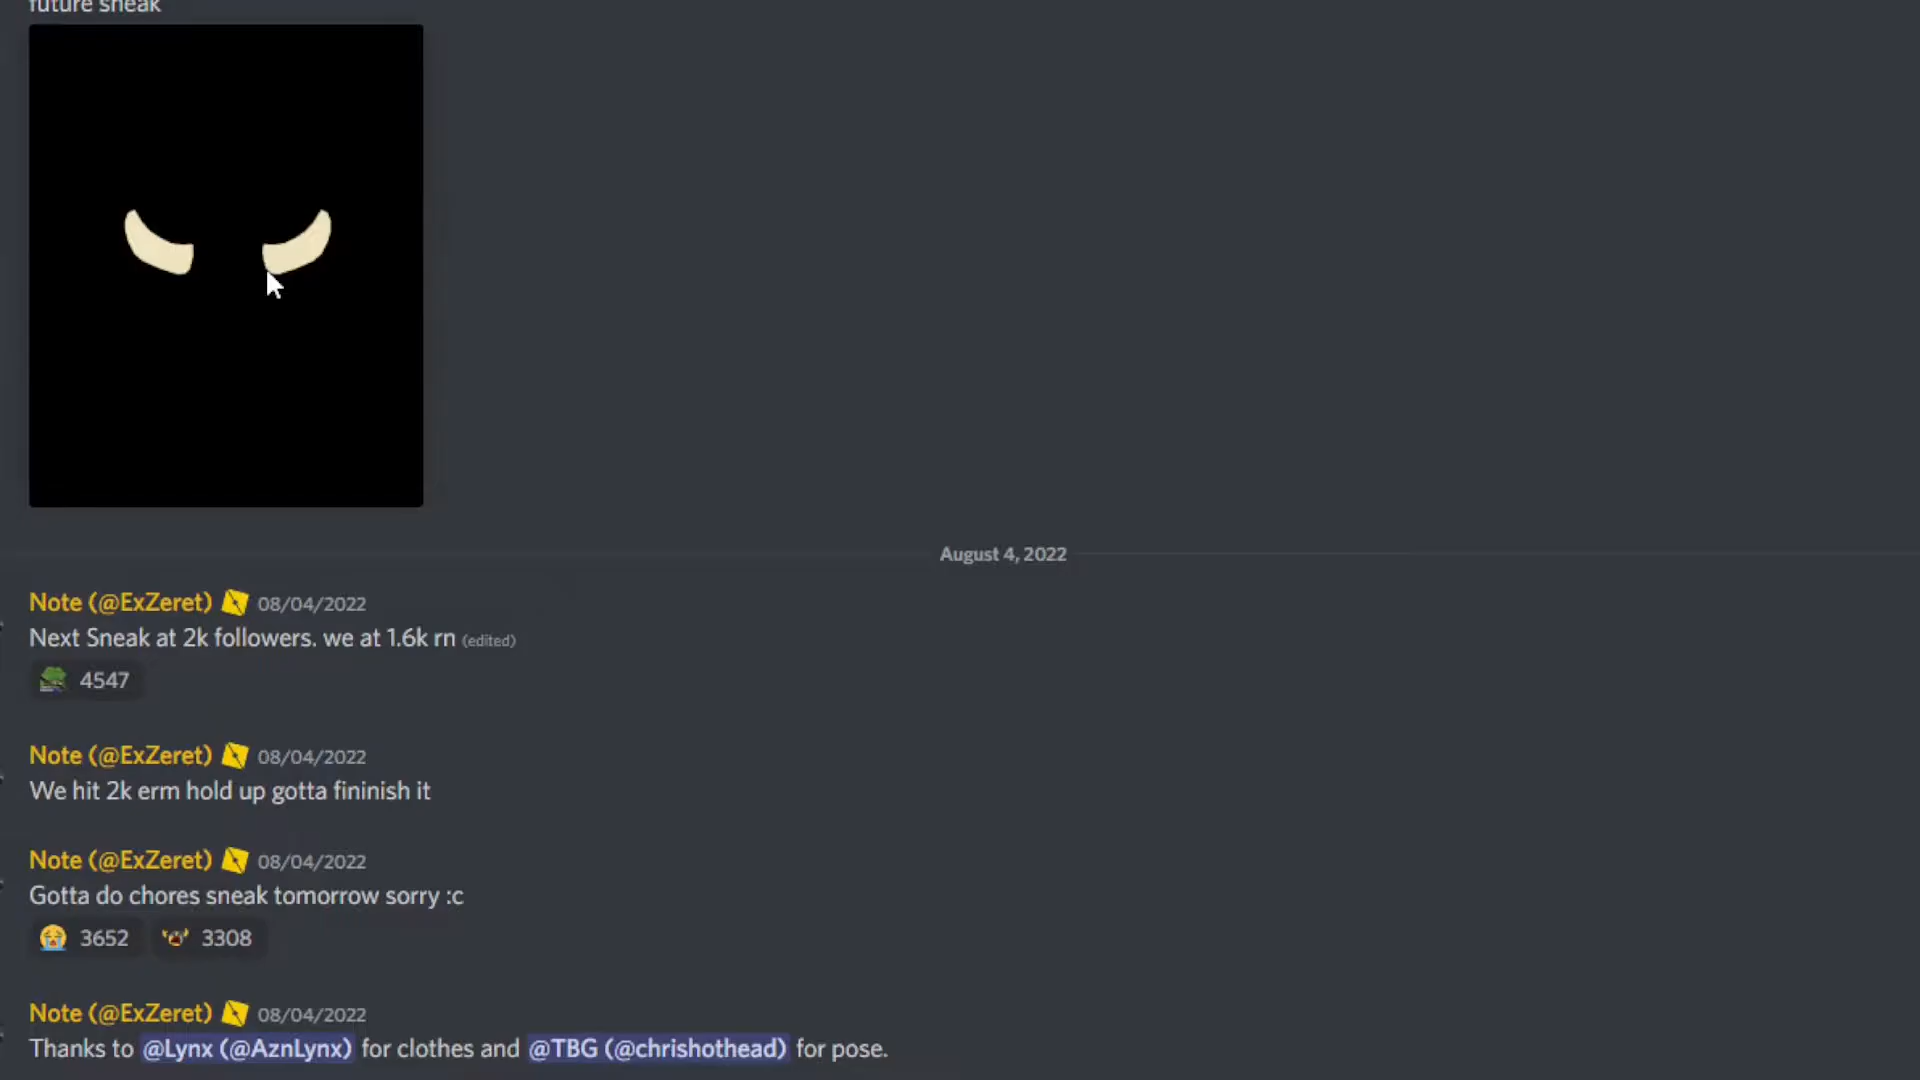 future sneak
August 4, 2022
Note (@ExZeret) 08/04/2022
Next Sneak at 2k followers. we at 1.6k rn (edited)
4547
Note (@ExZeret) 08/04/2022
We hit 2k erm hold up gotta fininish it
Note (@ExZeret) 08/04/2022
Gotta do chores sneak tomorrow sorry :c
3652 3308
Note (@ExZeret) 08/04/2022
Thanks to @Lynx (@AznLynx) for clothes and @TBG (@chrishothead) for pose.